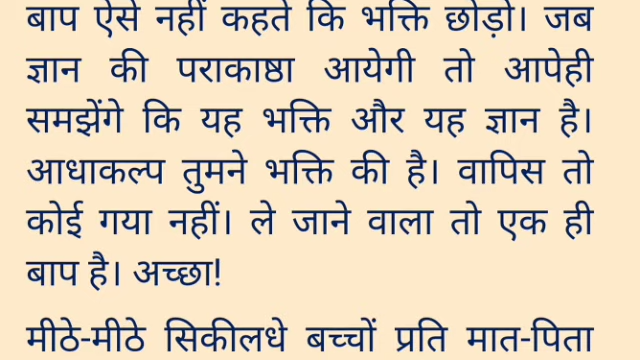 बाप ऐसे नहीं कहते कि भक्ति छोड़ो। जब
ज्ञान की पराकाष्ठा आयेगी तो आपेही
समझेंगे कि यह भक्ति और यह ज्ञान है।
आधाकल्प तुमने भक्ति की है। वापिस तो
कोई गया नहीं। ले जाने वाला तो एक ही
बाप है। अच्छा!
मीठे-मीठे सिकीलधे बच्चों प्रति मात-पिता